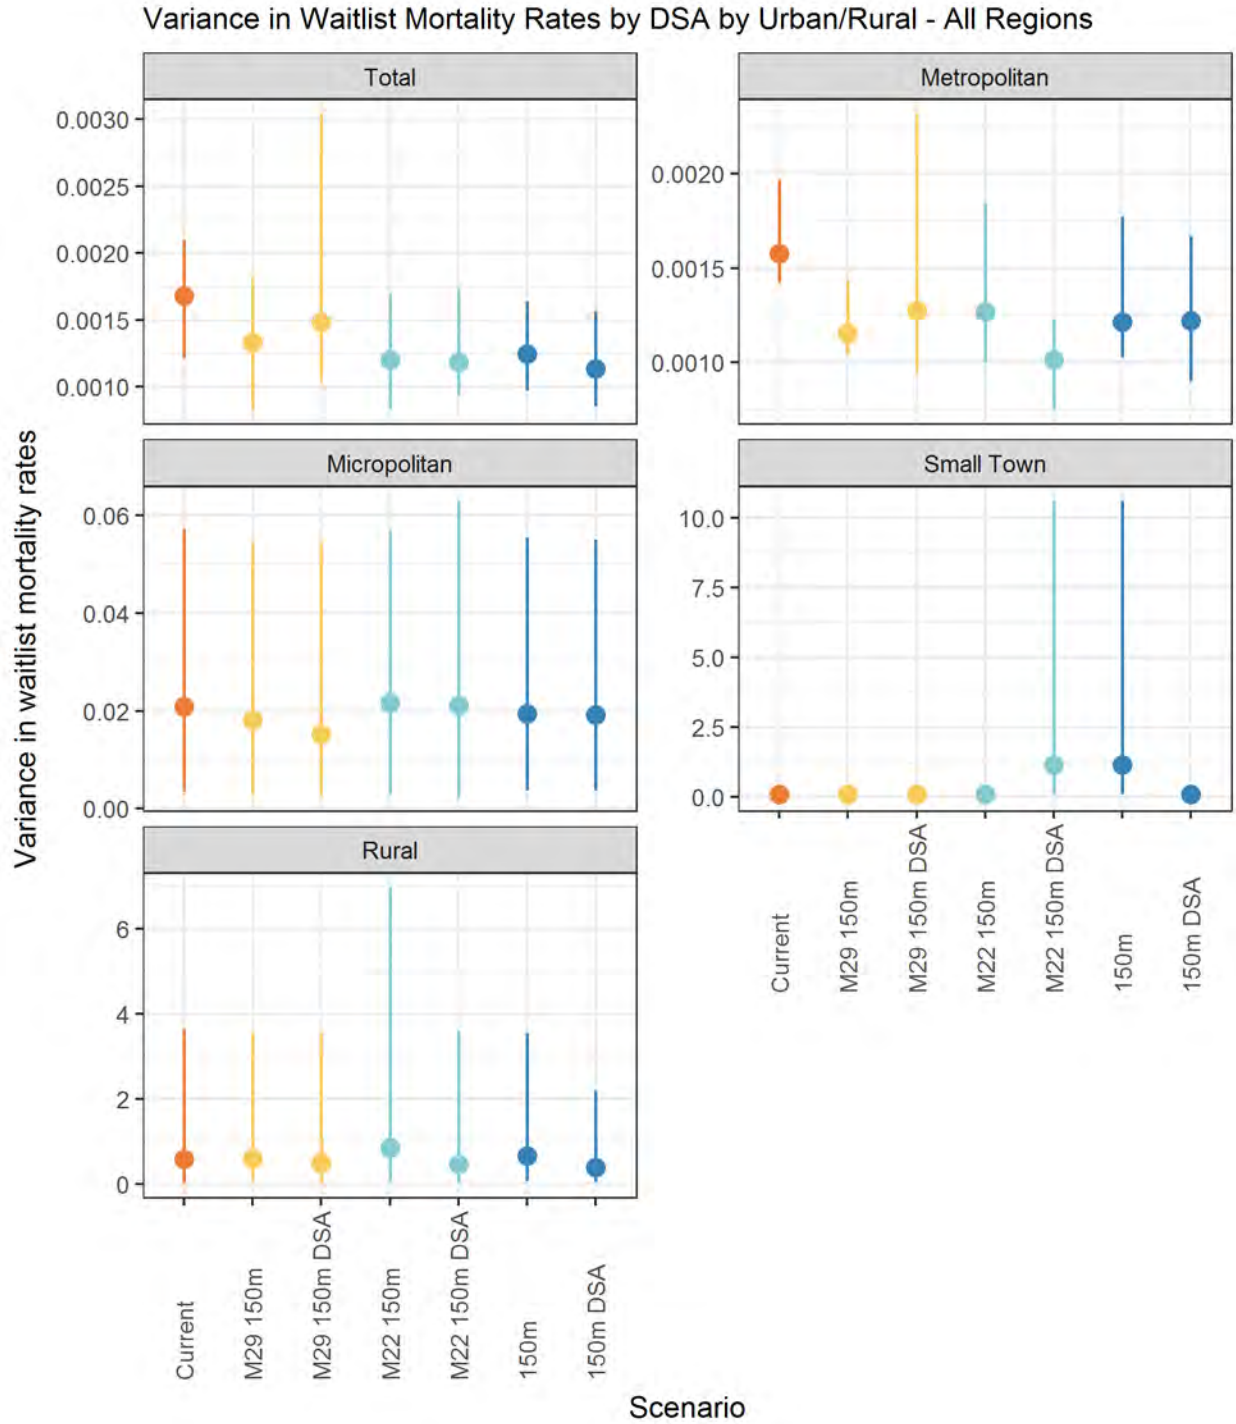 Variance in Waitlist Mortality Rates by DSA by Urban/Rural - All Regions
Total
0.0030
0.0025
0.0020
0.0015
0.0010
Metropolitan
0.0020
0.0015
0.0010
Variance in waitlist mortality rates
Micropolitan
0.06
0.04
0.02
0.00
Small Town
10.0
7.5
5.0
2.5
0.0
Current
M29 150m
M29 150m DSA
M22 150m
M22 150m DSA
150m
150m DSA
Rural
6
4
2
0
Current
M29 150m
M29 150m DSA
M22 150m
M22 150m DSA
150m
150m DSA
Scenario